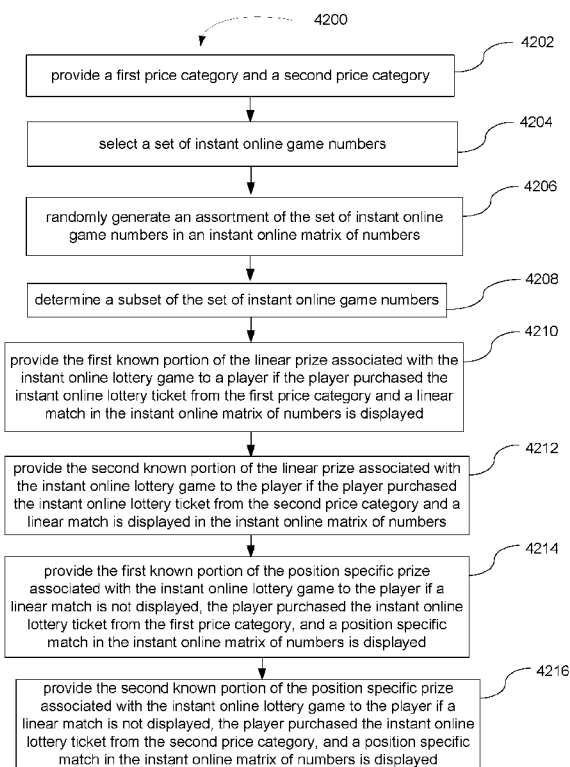 4200
4202
provide a first price category and a second price category
4204
select a set of instant online game numbers
4206
randomly generate an assortment of the set of instant online
game numbers in an instant online matrix of numbers
4208
determine a subset of the set of instant online game numbers
4210
provide the first known portion of the linear prize associated with the
instant online lottery game to a player if the player purchased the
instant online lottery ticket from the first price category and a linear
match in the instant online matrix of numbers is displayed
4212
provide the second known portion of the linear prize associated with
the instant online lottery game to the player if the player purchased
the instant online lottery ticket from the second price category and a
linear match is displayed in the instant online matrix of numbers
4214
provide the first known portion of the position specific prize
associated with the instant online lottery game to the player if a
linear match is not displayed, the player purchased the instant online
lottery ticket from the first price category, and a position specific
match in the instant online matrix of numbers is displayed
4216
provide the second known portion of the position specific prize
associated with the instant online lottery game to the player if a
linear match is not displayed, the player purchased the instant online
lottery ticket from the second price category, and a position specific
match in the instant online matrix of numbers is displayed